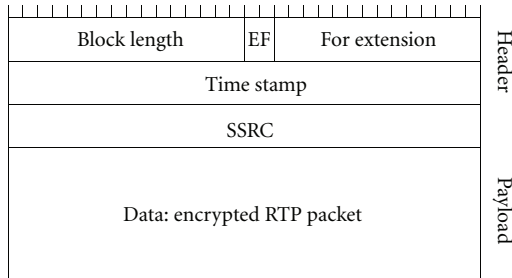 Block length EF For extension
Time stamp
SSRC
Data: encrypted RTP packet
Header
Payload